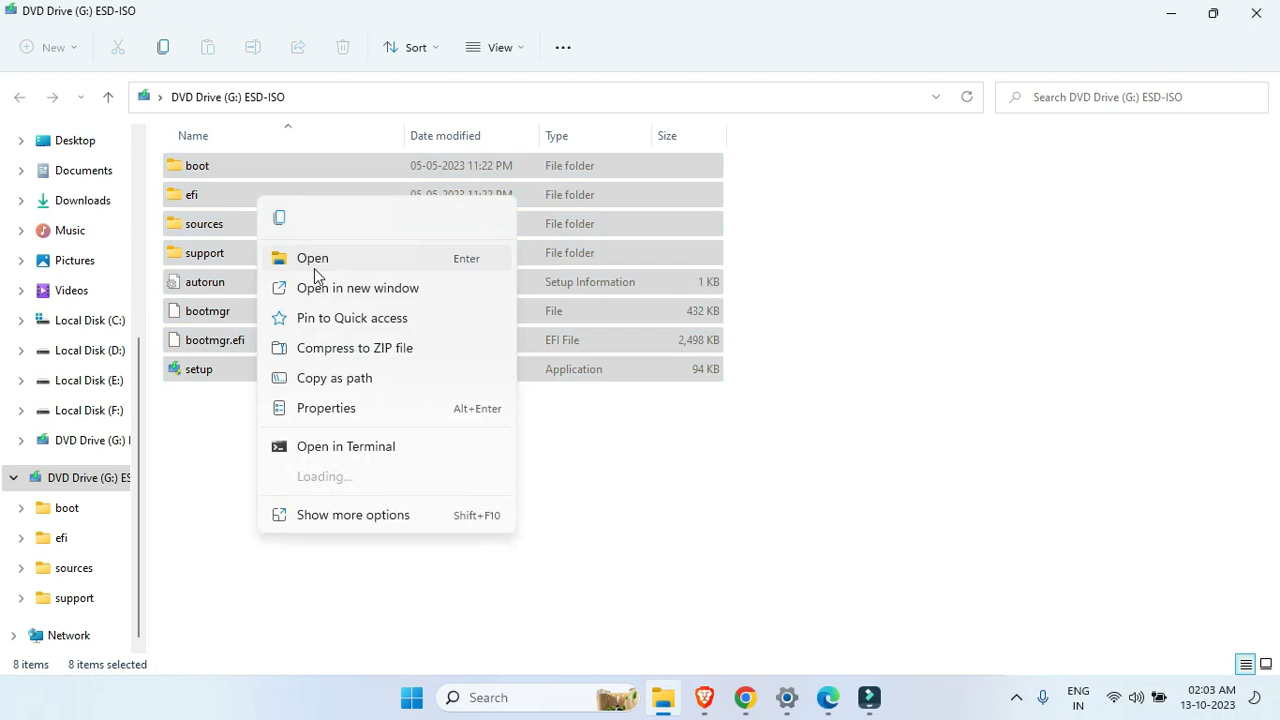 DVD Drive (G:) ESD-ISO
New
Sort
View
DVD Drive (G:) ESD-ISO
Search DVD Drive (G:) ESD-ISO
Name
Date modified
Type
Size
Desktop
Documents
Downloads
Music
Pictures
Videos
Local Disk (C:)
Local Disk (D:)
Local Disk (E:)
Local Disk (F:)
DVD Drive (G:)
DVD Drive (G:) ES
boot
efi
sources
support
Network
boot 05-05-2023 11:22 PM File folder
efi 05-05-2023 11:22 PM File folder
sources File folder
support File folder
autorun Setup Information 1 KB
bootmgr File 432 KB
bootmgr.efi EFI File 2,498 KB
setup Application 94 KB
Open Enter
Open in new window
Pin to Quick access
Compress to ZIP file
Copy as path
Properties Alt+Enter
Open in Terminal
Loading...
Show more options Shift+F10
8 items 8 items selected
Search
ENG
IN
02:03 AM
13-10-2023